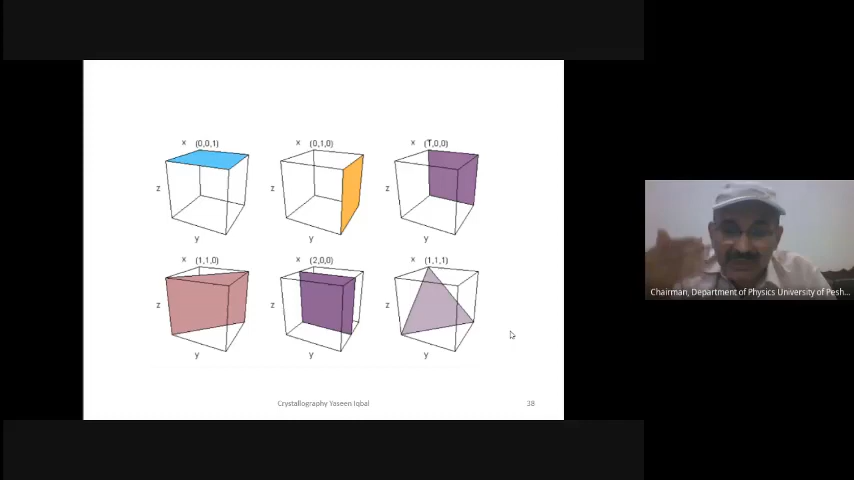 x (0,0,1) x (0,1,0) x (T,0,0)
z z z
y y y
x (1,1,0) x (2,0,0) x (1,1,1)
z z z
y y y
Crystallography Yaseen Iqbal 38
Chairman, Department of Physics University of Pesh...